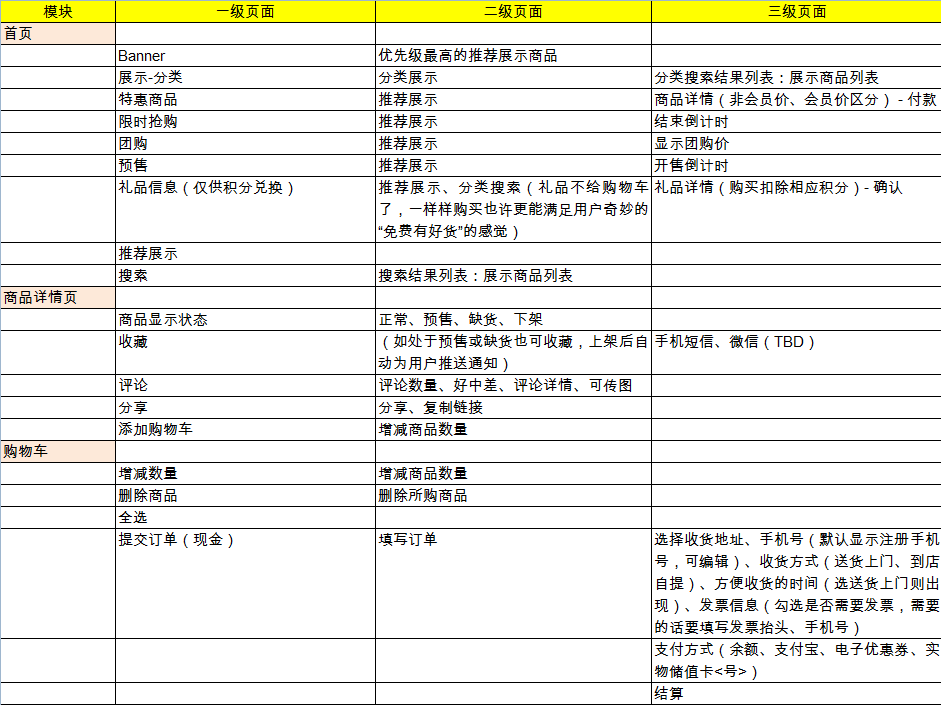 模块 一级页面 二级页面 三级页面
首页
Banner 优先级最高的推荐展示商品
展示-分类 分类展示 分类搜索结果列表：展示商品列表
特惠商品 推荐展示 商品详情（非会员价、会员价区分）- 付款
限时抢购 推荐展示 结束倒计时
团购 推荐展示 显示团购价
预售 推荐展示 开售倒计时
礼品信息（仅供积分兑换） 推荐展示、分类搜索（礼品不给购物车 礼品详情（购买扣除相应积分）- 确认
了，一样样购买也许更能满足用户奇妙的
“免费有好货”的感觉）
推荐展示
搜索 搜索结果列表：展示商品列表
商品详情页
商品显示状态 正常、预售、缺货、下架
收藏 （如处于预售或缺货也可收藏，上架后自 手机短信、微信（TBD）
动为用户推送通知）
评论 评论数量、好中差、评论详情、可传图
分享 分享、复制链接
添加购物车 增减商品数量
购物车
增减数量 增减商品数量
删除商品 删除所购商品
全选
提交订单（现金） 填写订单 选择收货地址、手机号（默认显示注册手机
号，可编辑）、收货方式（送货上门、到店
自提）、方便收货的时间（选送货上门则出
现）、发票信息（勾选是否需要发票，需要
的话要填写发票抬头、手机号）
支付方式（余额、支付宝、电子优惠券、实
物储值卡<号>）
结算